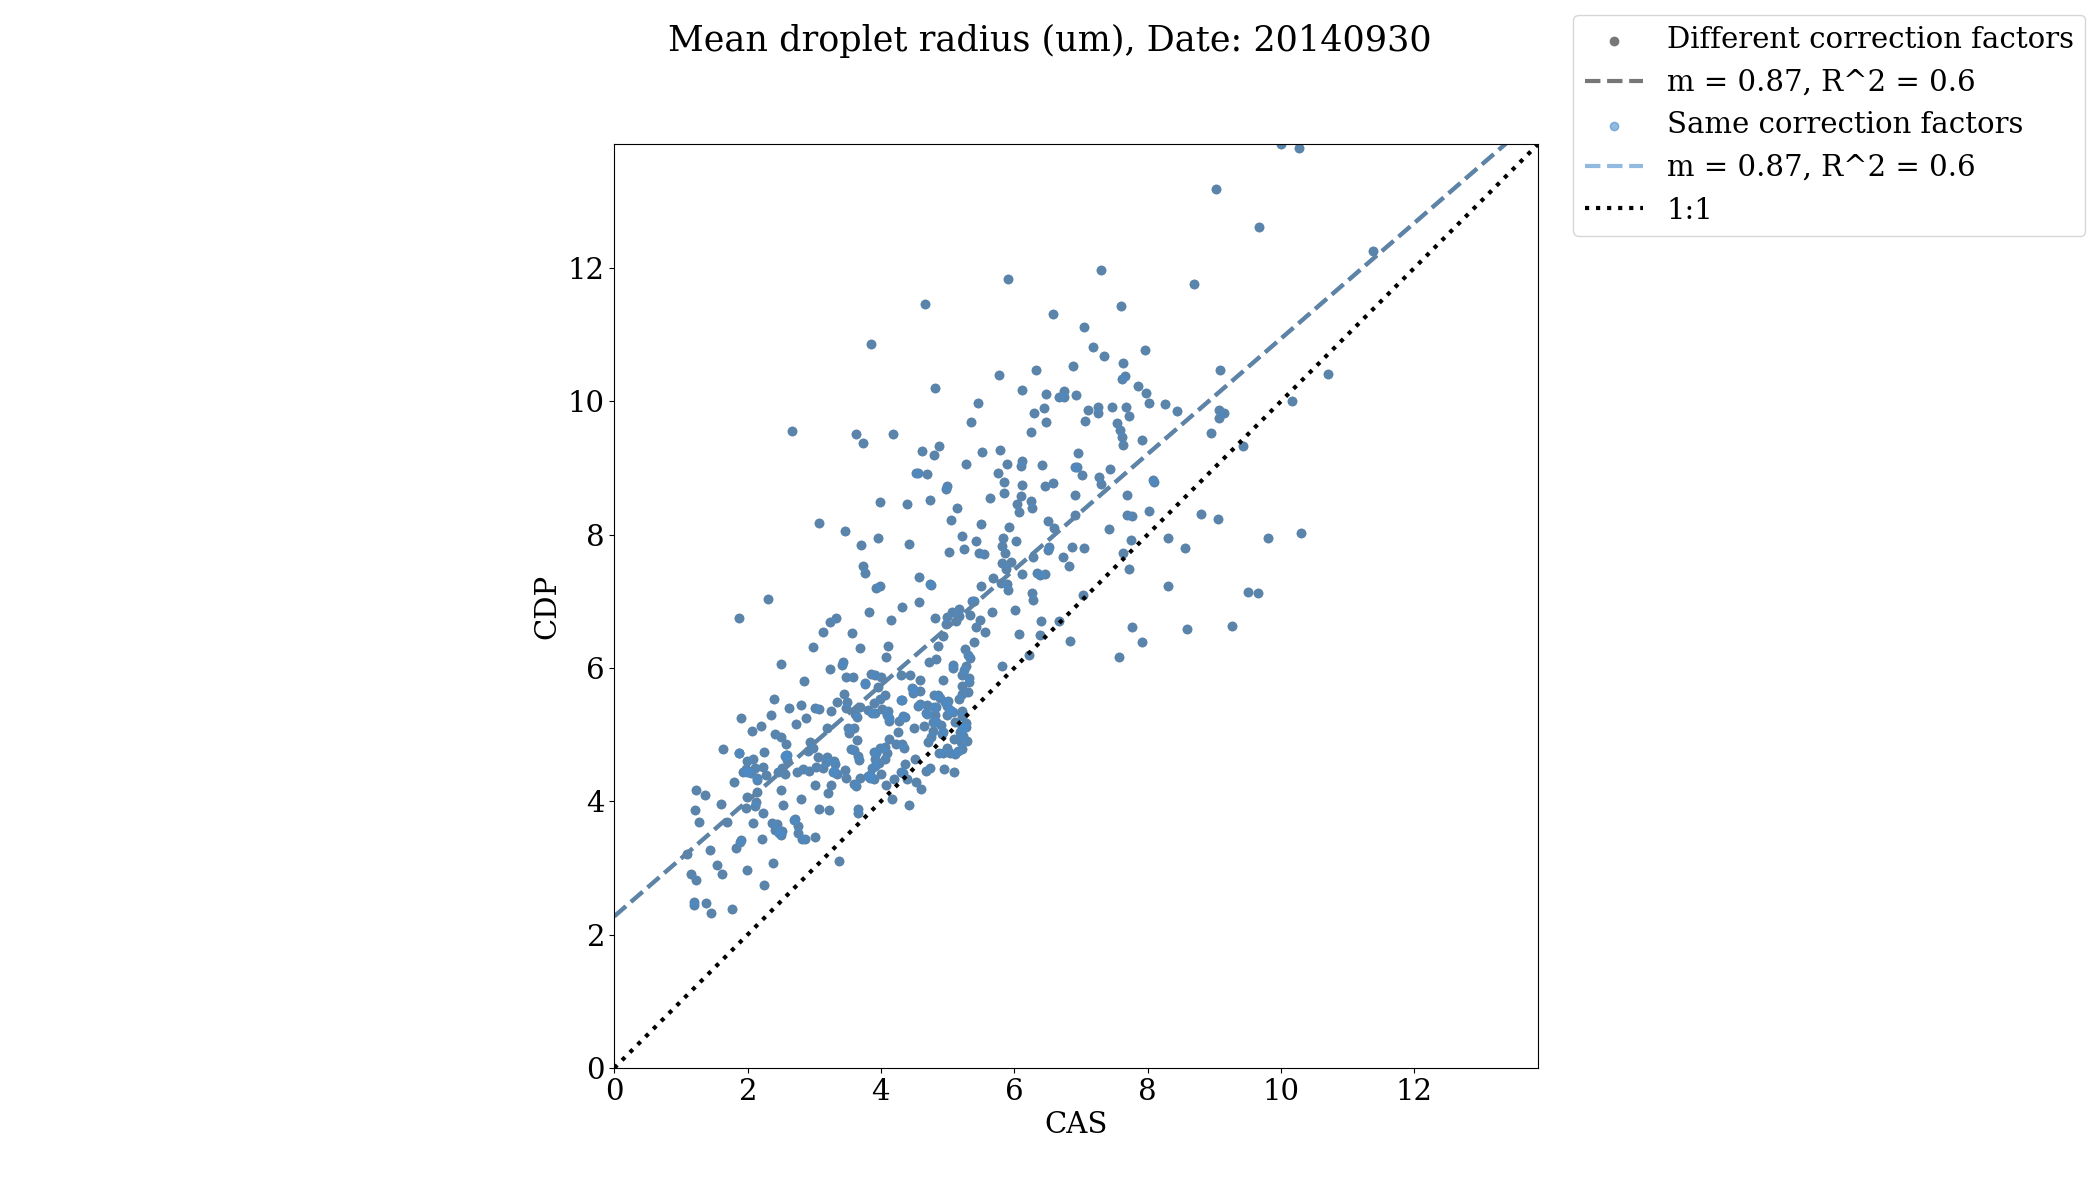 Mean droplet radius (um), Date: 20140930
Different correction factors
m = 0.87, R^2 = 0.6
Same correction factors
m = 0.87, R^2 = 0.6
1:1
12
10
8
6
4
2
0
CDP
0 2 4 6 8 10 12
CAS